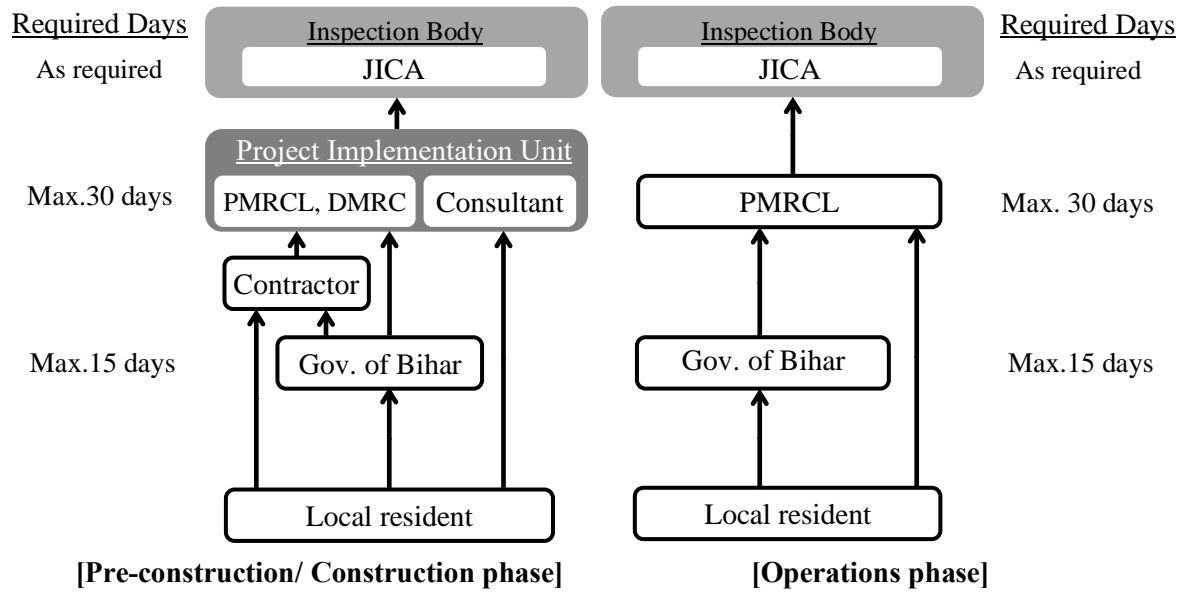 Required Days
Inspection Body
Inspection Body
Required Days
As required
JICA
JICA
As required
Project Implementation Unit
Max.30 days
PMRCL, DMRC
Consultant
PMRCL
Max. 30 days
Contractor
Max.15 days
Gov. of Bihar
Gov. of Bihar
Max.15 days
Local resident
Local resident
[Pre-construction/ Construction phase]
[Operations phase]